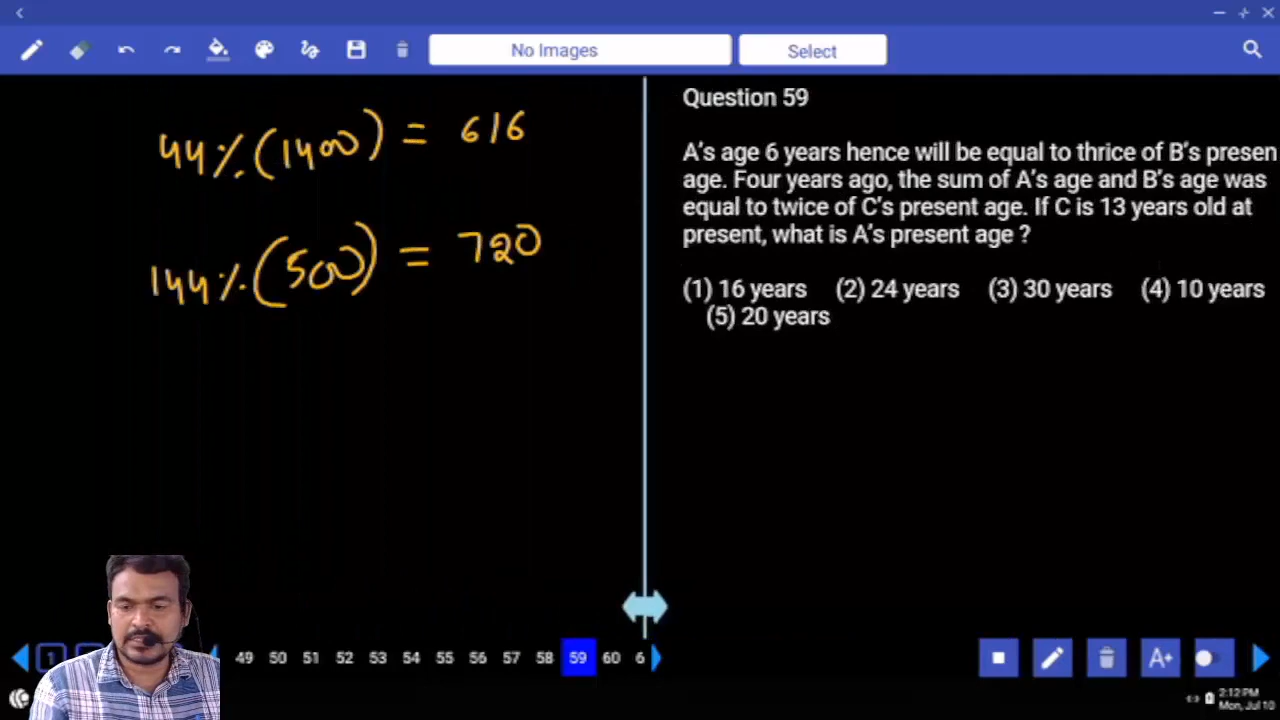 No Images
Select
44%(1400) = 616
144%(500) = 720
Question 59
A's age 6 years hence will be equal to thrice of B's presen
age. Four years ago, the sum of A's age and B's age was
equal to twice of C's present age. If C is 13 years old at
present, what is A's present age ?
(1) 16 years (2) 24 years (3) 30 years (4) 10 years
(5) 20 years
1
49 50 51 52 53 54 55 56 57 58 59 60 6
A+
2:12 PM
Mon, Jul 10